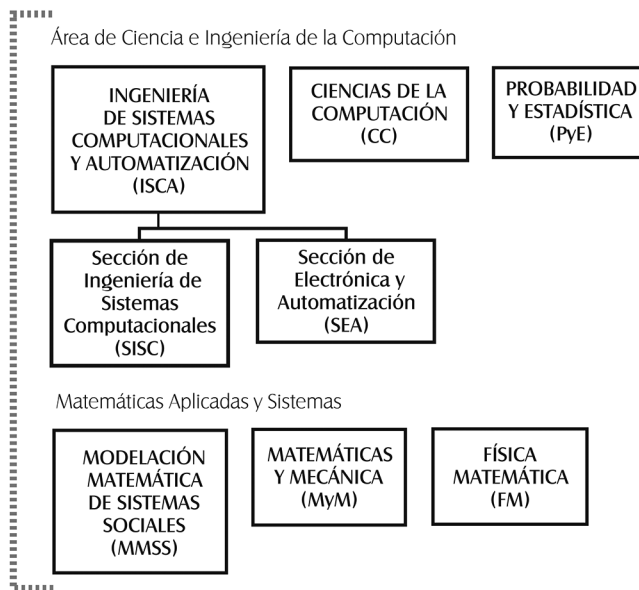 Área de Ciencia e Ingeniería de la Computación
INGENIERÍA
DE SISTEMAS
COMPUTACIONALES
Y AUTOMATIZACIÓN
(ISCA)
CIENCIAS DE LA
COMPUTACIÓN
(CC)
PROBABILIDAD
Y ESTADÍSTICA
(PyE)
Sección de
Ingeniería de
Sistemas
Computacionales
(SISC)
Sección de
Electrónica y
Automatización
(SEA)
Matemáticas Aplicadas y Sistemas
MODELACIÓN
MATEMÁTICA
DE SISTEMAS
SOCIALES
(MMSS)
MATEMÁTICAS
Y MECÁNICA
(MyM)
FÍSICA
MATEMÁTICA
(FM)